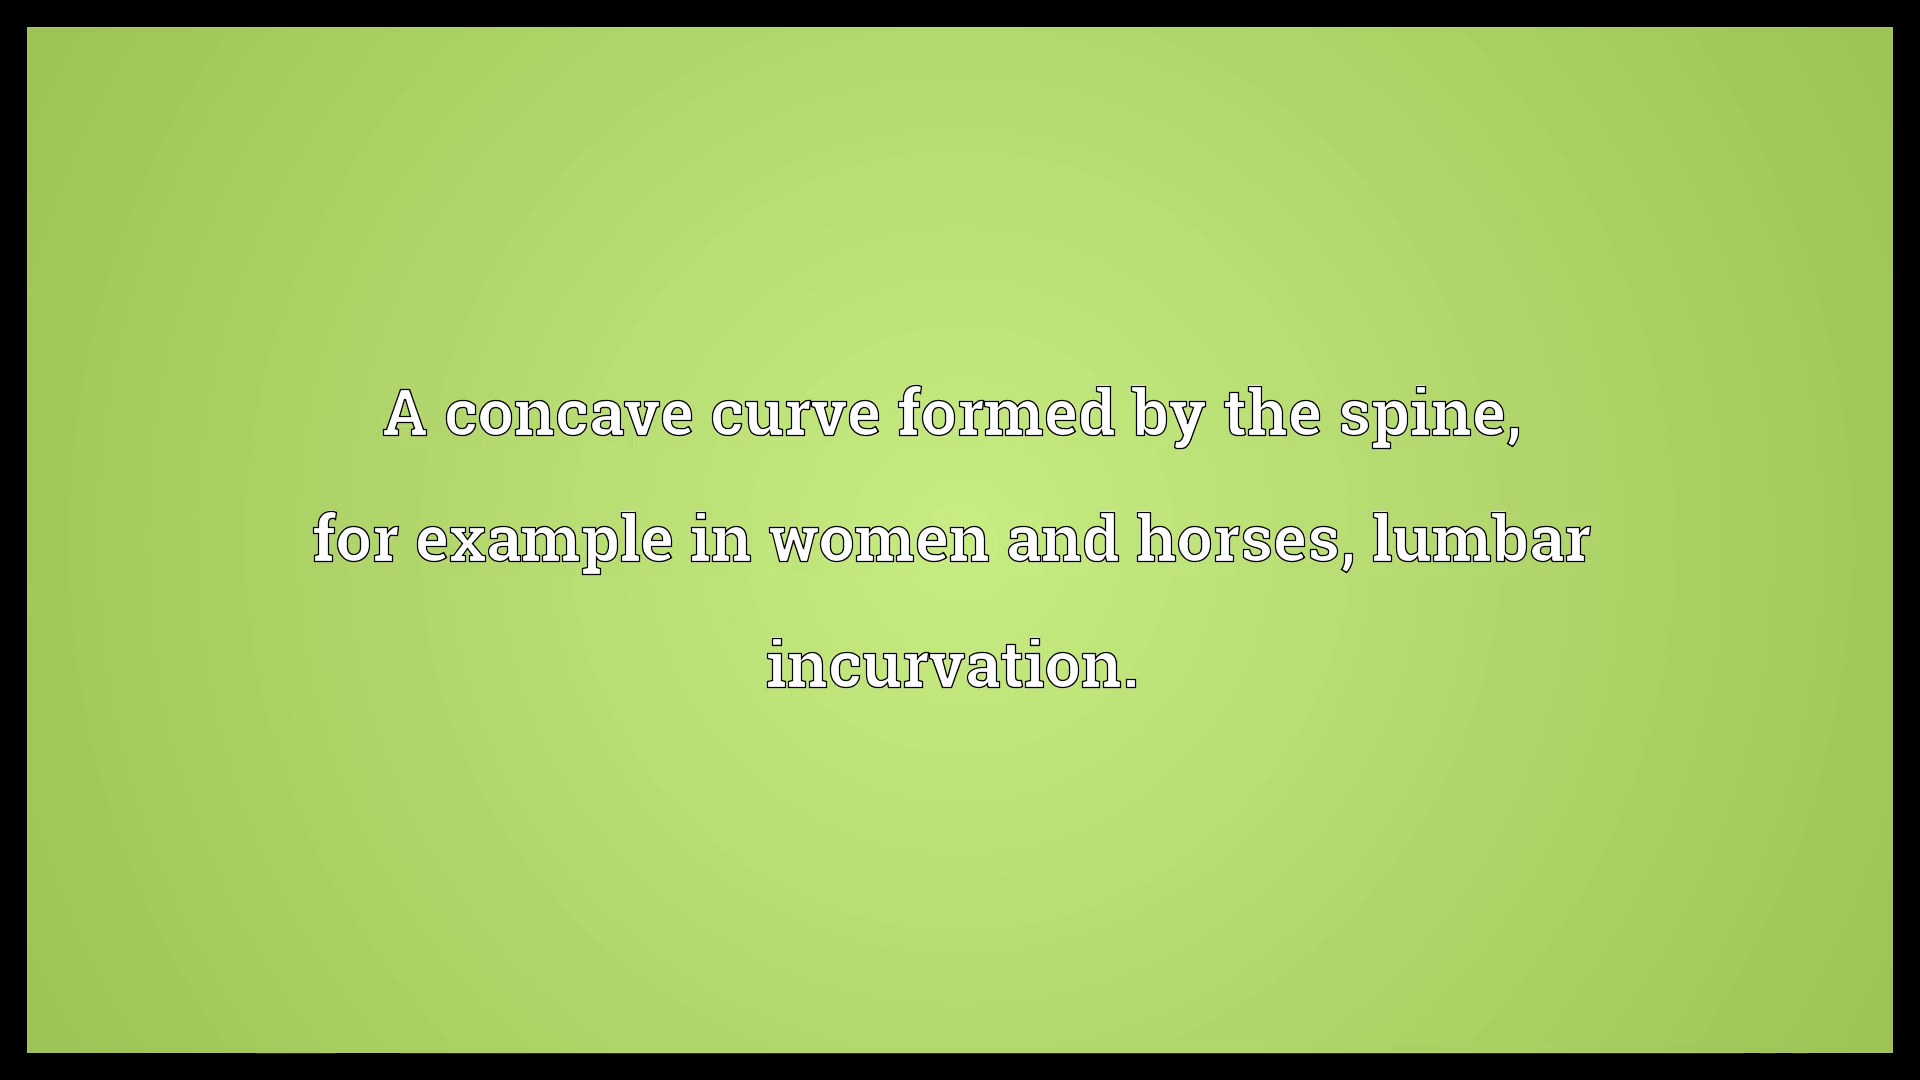 A concave curve formed by the spine,
for example in women and horses, lumbar
incurvation.